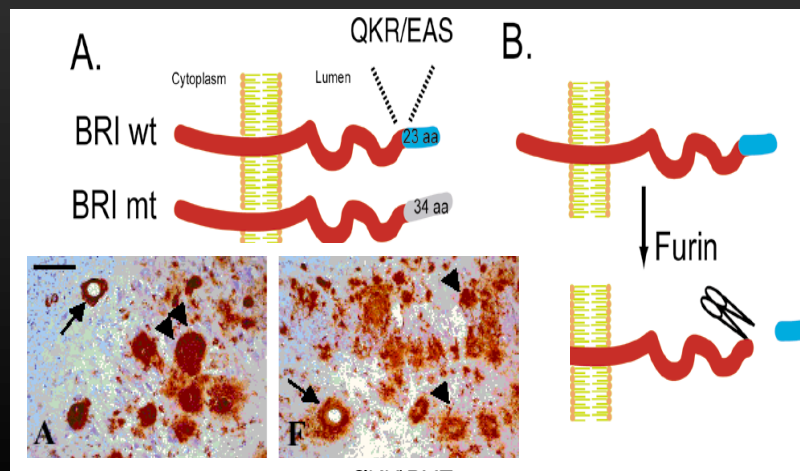 A.
QKR/EAS
B.
Cytoplasm
Lumen
BRI wt
23 aa
BRI mt
34 aa
Furin
A
F